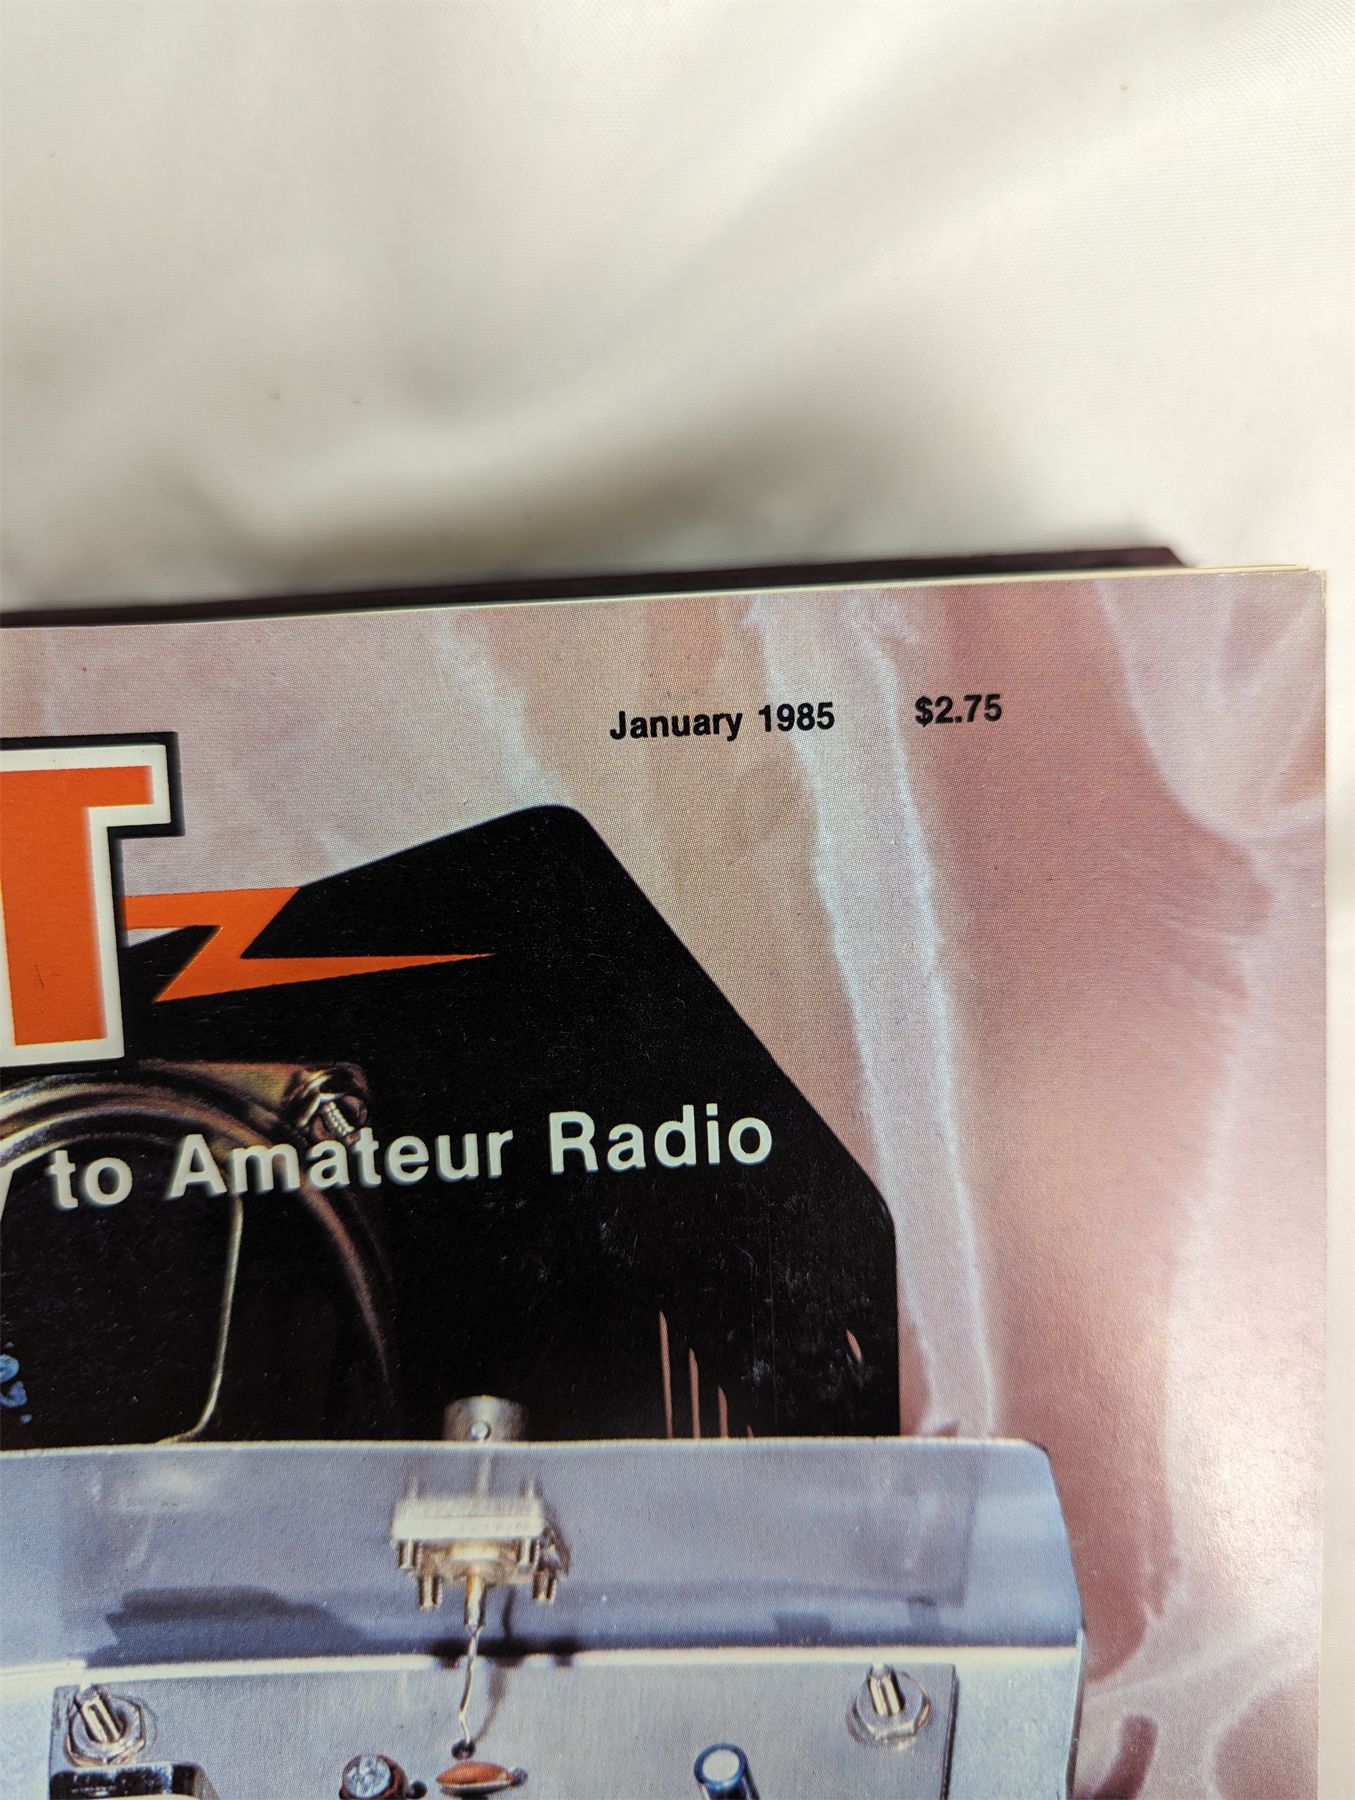 January 1985 $2.75
T
to Amateur Radio